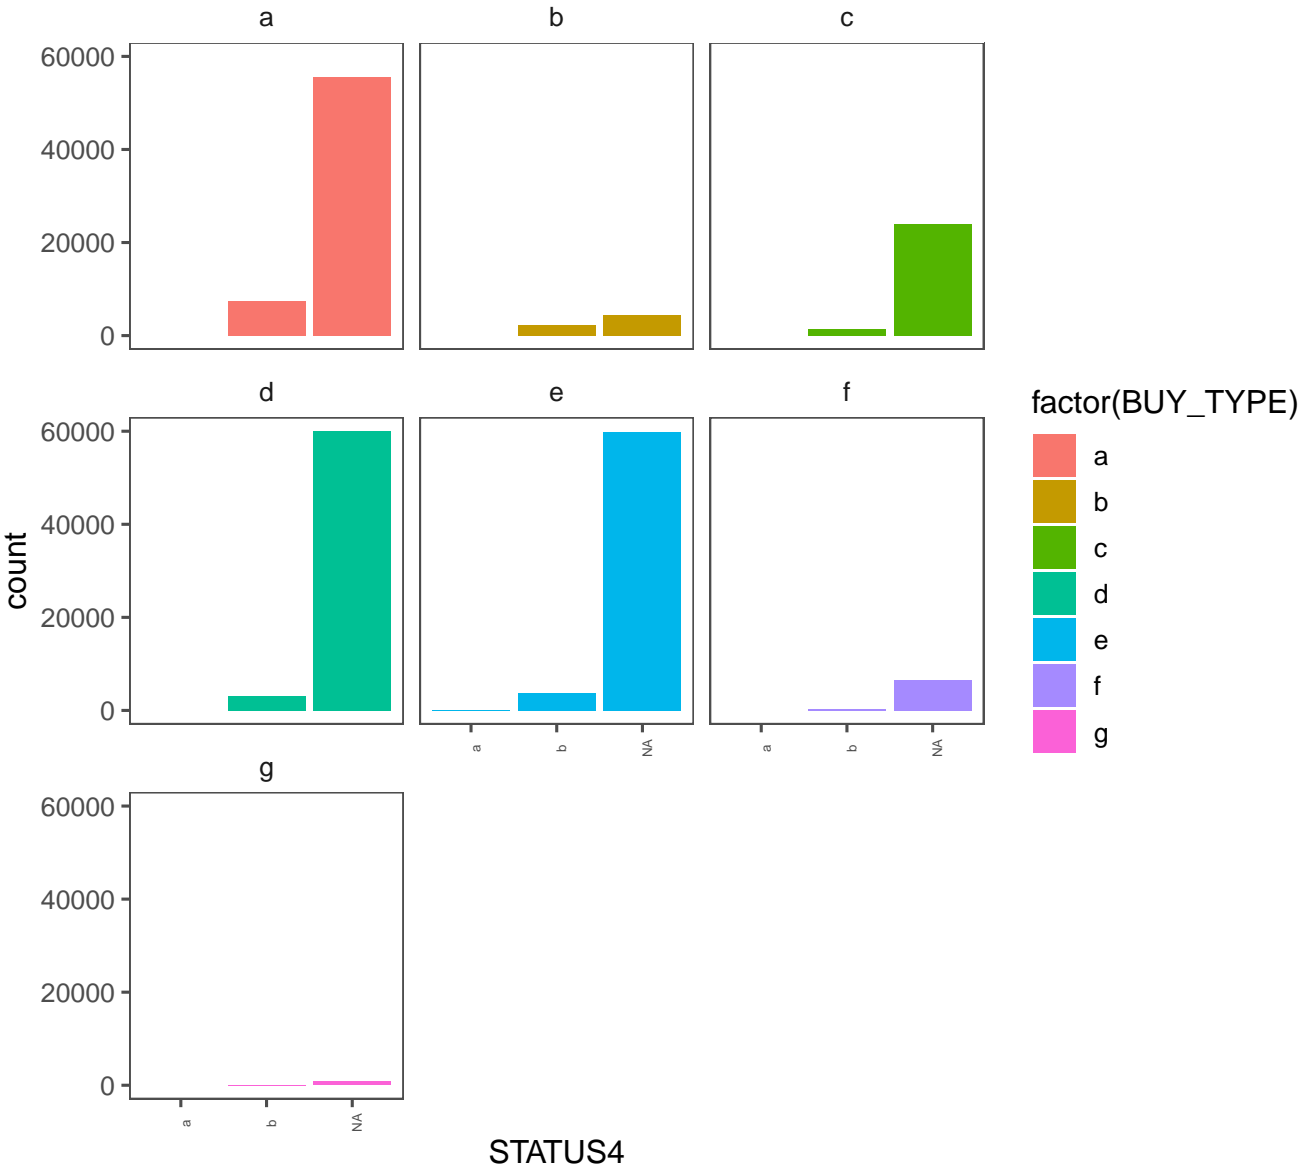 a b c
60000
40000
20000
0
d e f
60000
40000
20000
0
a b NA a b NA
g
60000
40000
20000
0
a b NA
count
STATUS4
factor(BUY_TYPE)
a
b
c
d
e
f
g